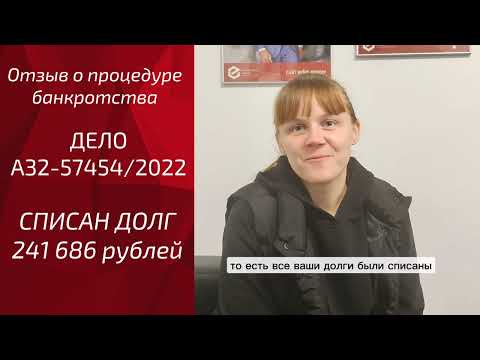 Отзыв о процедуре
банкротства
ДЕЛО
А32-57454/2022
СПИСАН ДОЛГ
241 686 рублей
то есть все ваши долги были списаны